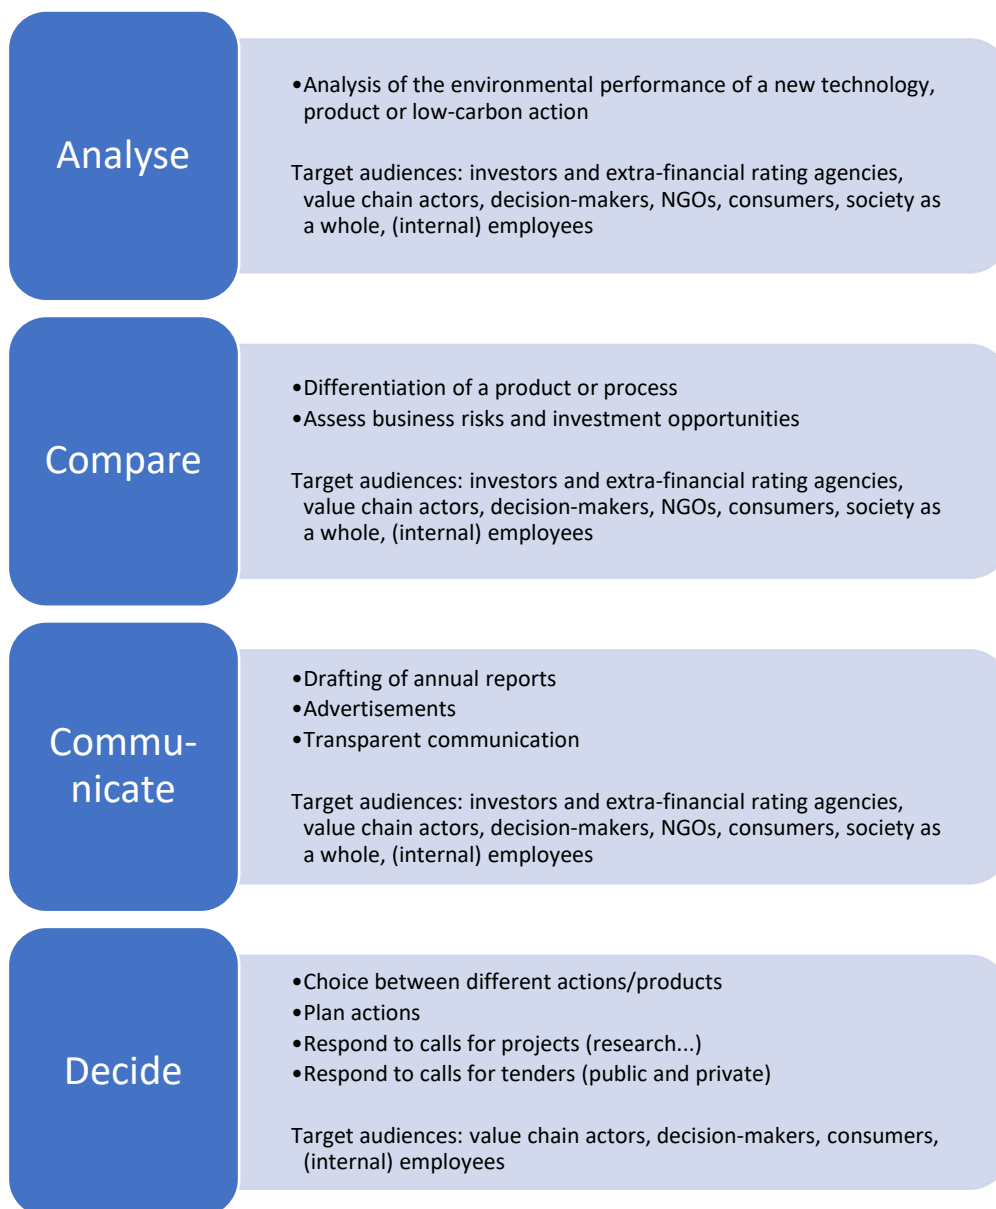 Analyse
•Analysis of the environmental performance of a new technology,
product or low-carbon action
Target audiences: investors and extra-financial rating agencies,
value chain actors, decision-makers, NGOs, consumers, society as
a whole, (internal) employees
Compare
•Differentiation of a product or process
•Assess business risks and investment opportunities
Target audiences: investors and extra-financial rating agencies,
value chain actors, decision-makers, NGOs, consumers, society as
a whole, (internal) employees
Commu-
nicate
•Drafting of annual reports
•Advertisements
•Transparent communication
Target audiences: investors and extra-financial rating agencies,
value chain actors, decision-makers, NGOs, consumers, society as
a whole, (internal) employees
Decide
•Choice between different actions/products
•Plan actions
•Respond to calls for projects (research...)
•Respond to calls for tenders (public and private)
Target audiences: value chain actors, decision-makers, consumers,
(internal) employees